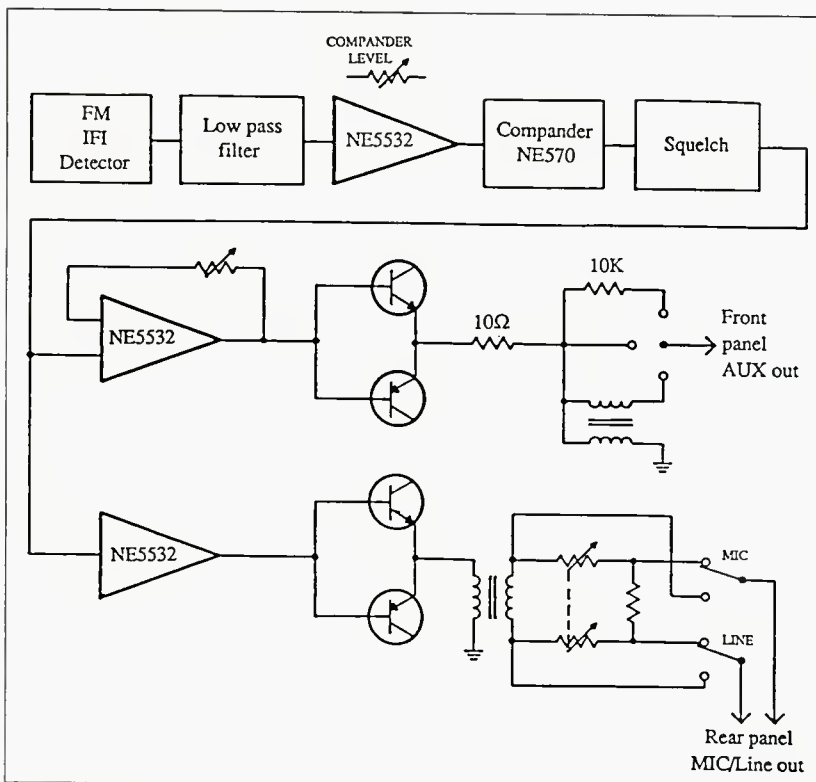 COMPANDER
LEVEL
FM
IFI
Detector
Low pass
filter
NE5532
Compander
NE570
Squelch
NE5532
10Ω
10K
Front
panel
AUX out
NE5532
MIC
LINE
Rear panel
MIC/Line out